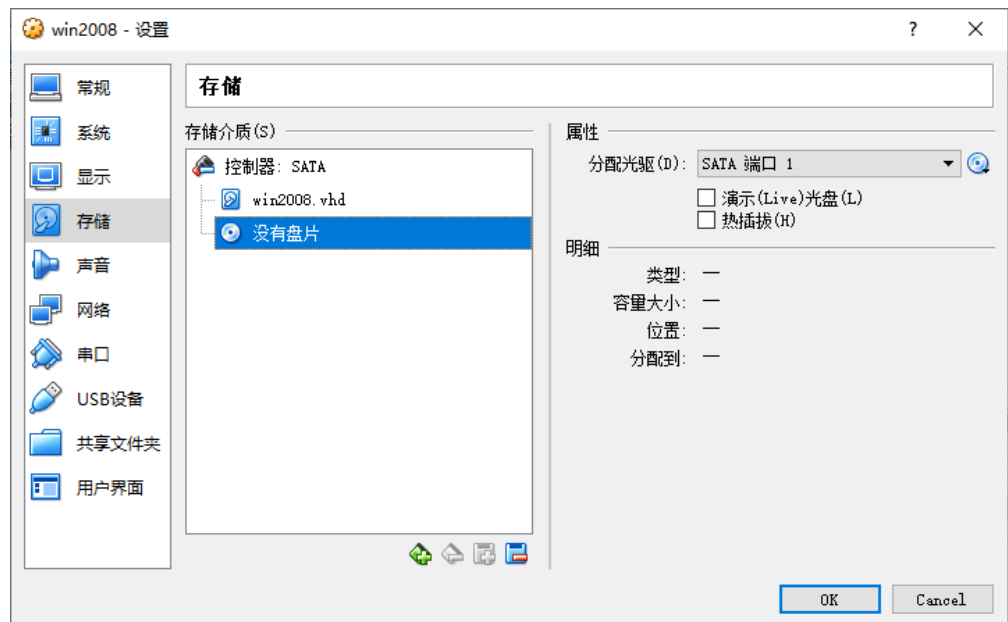 win2008 - 设置
?
常规
系统
显示
存储
声音
网络
串口
USB设备
共享文件夹
用户界面
存储
存储介质(S)
控制器: SATA
win2008.vhd
没有盘片
属性
分配光驱(D): SATA 端口 1
演示(Live)光盘(L)
热插拔(H)
明细
类型: —
容量大小: —
位置: —
分配到: —
OK
Cancel